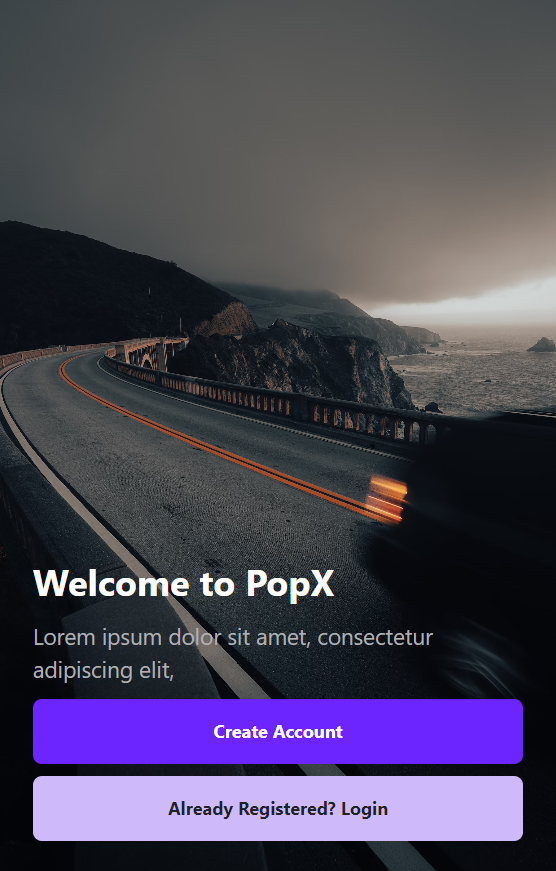 Welcome to PopX
Lorem ipsum dolor sit amet, consectetur
adipiscing elit,
Create Account
Already Registered? Login